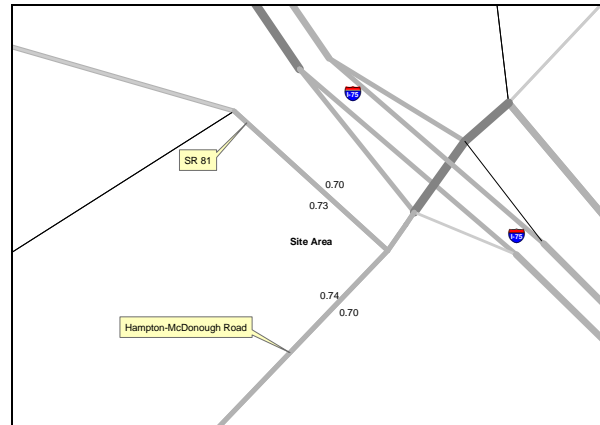 I-75
SR 81
0.70
0.73
I-75
Site Area
0.74
0.70
Hampton-McDonough Road